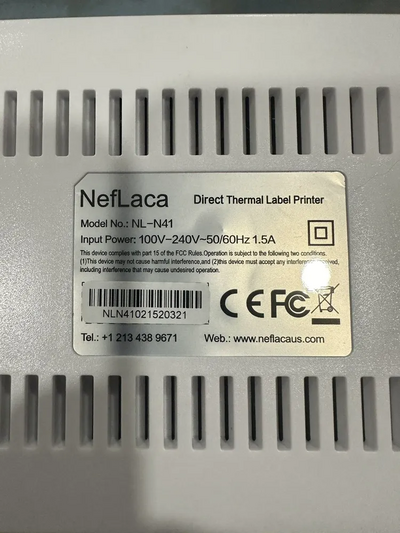 NefLaca Direct Thermal Label Printer
Model No.: NL-N41
Input Power: 100V~240V~50/60Hz 1.5A
This device complies with part 15 of the FCC Rules.Operation is subject to the following two conditions.
(1)This device may not cause harmful interference,and (2)this device must accept any interference received,
including interference that may cause undesired operation.
NLN41021520321
CE FC
Tel.: +1 213 438 9671 Web.: www.neflacaus.com